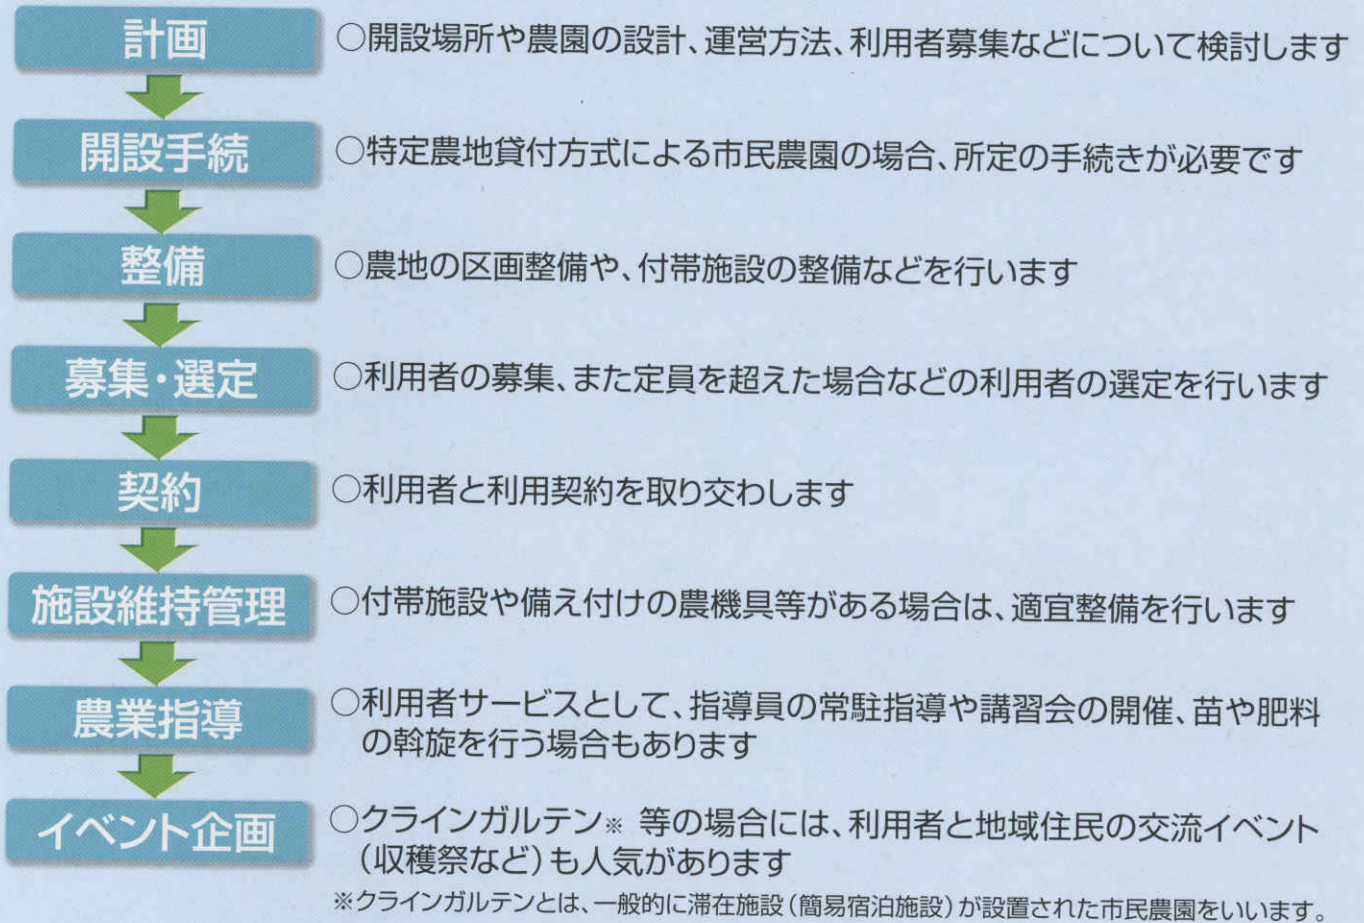 計画
○開設場所や農園の設計、運営方法、利用者募集などについて検討します
開設手続
○特定農地貸付方式による市民農園の場合、所定の手続きが必要です
整備
○農地の区画整備や、付帯施設の整備などを行います
募集・選定
○利用者の募集、また定員を超えた場合などの利用者の選定を行います
契約
○利用者と利用契約を取り交わします
施設維持管理
○付帯施設や備え付けの農機具等がある場合は、適宜整備を行います
農業指導
○利用者サービスとして、指導員の常駐指導や講習会の開催、苗や肥料
の斡旋を行う場合もあります
イベント企画
○クラインガルテン※ 等の場合には、利用者と地域住民の交流イベント
（収穫祭など）も人気があります
※クラインガルテンとは、一般的に滞在施設（簡易宿泊施設）が設置された市民農園をいいます。